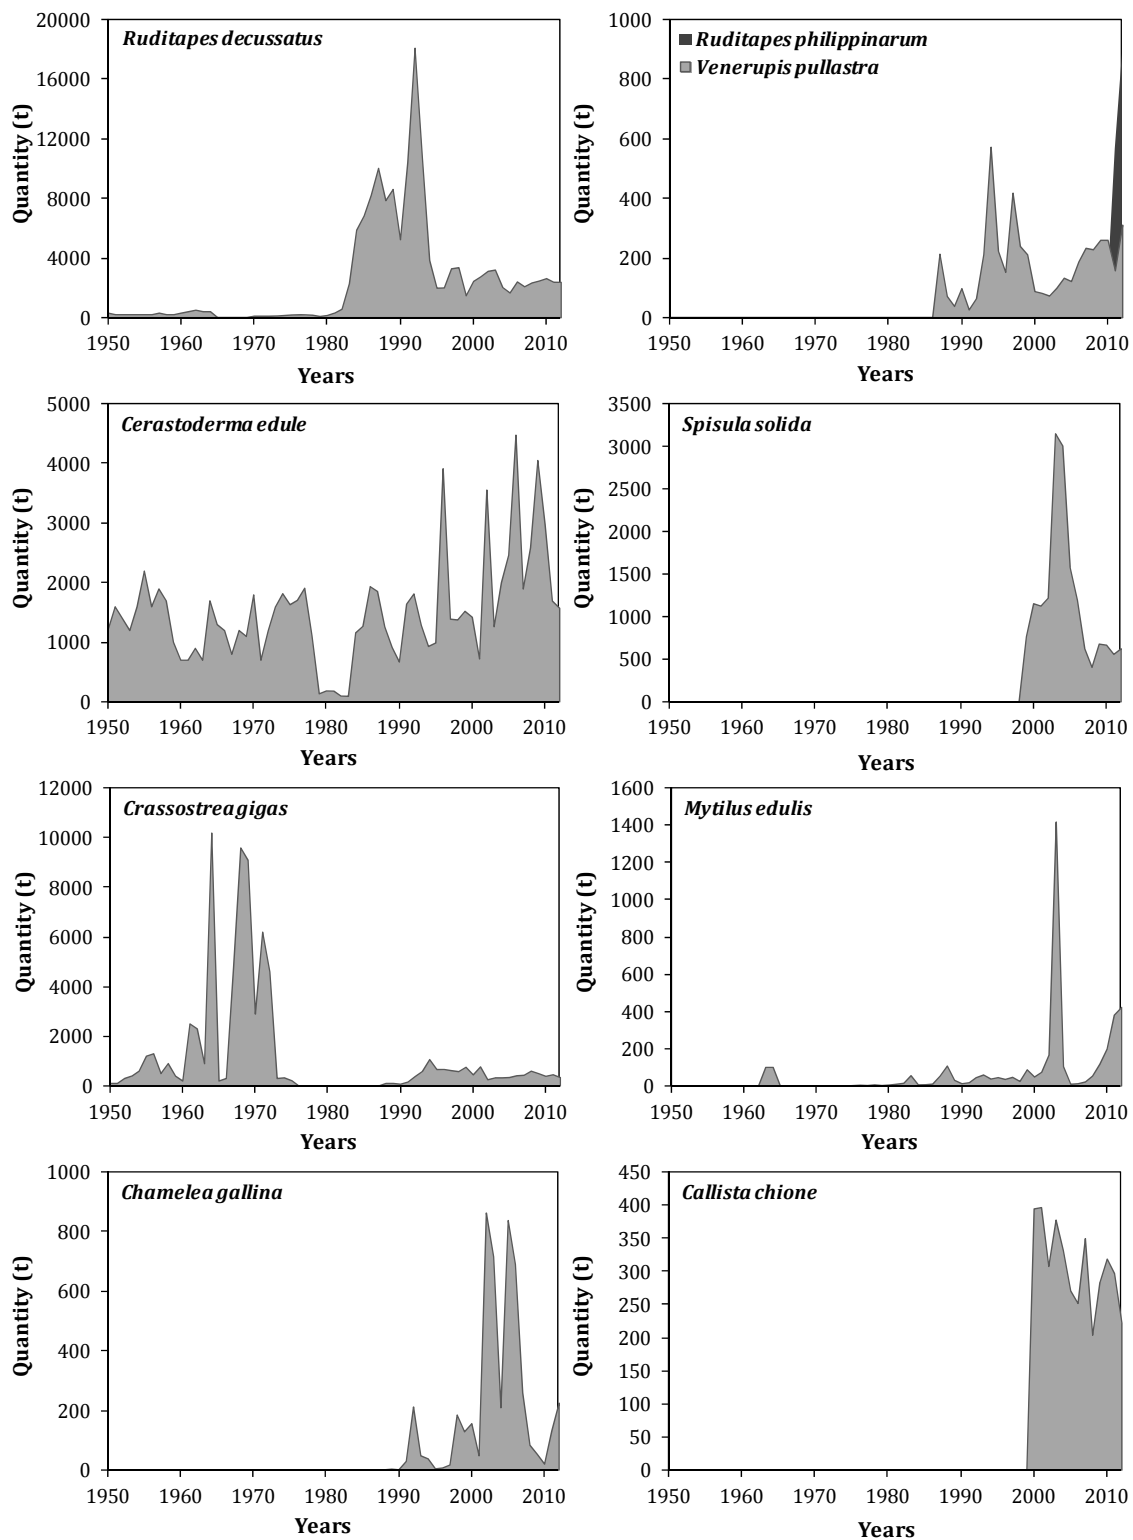 Ruditapes decussatus
Quantity (t)
20000
16000
12000
8000
4000
0
1950 1960 1970 1980 1990 2000 2010
Years
Ruditapes philippinarum
Venerupis pullastra
Quantity (t)
1000
800
600
400
200
0
1950 1960 1970 1980 1990 2000 2010
Years
Cerastoderma edule
Quantity (t)
5000
4000
3000
2000
1000
0
1950 1960 1970 1980 1990 2000 2010
Years
Spisula solida
Quantity (t)
3500
3000
2500
2000
1500
1000
500
0
1950 1960 1970 1980 1990 2000 2010
Years
Crassostrea gigas
Quantity (t)
12000
10000
8000
6000
4000
2000
0
1950 1960 1970 1980 1990 2000 2010
Years
Mytilus edulis
Quantity (t)
1600
1400
1200
1000
800
600
400
200
0
1950 1960 1970 1980 1990 2000 2010
Years
Chamelea gallina
Quantity (t)
1000
800
600
400
200
0
1950 1960 1970 1980 1990 2000 2010
Years
Callista chione
Quantity (t)
450
400
350
300
250
200
150
100
50
0
1950 1960 1970 1980 1990 2000 2010
Years